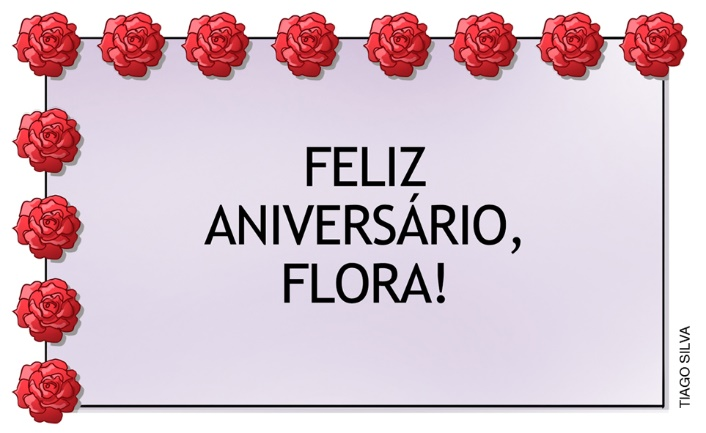 FELIZ
ANIVERSÁRIO,
FLORA!
TIAGO SILVA